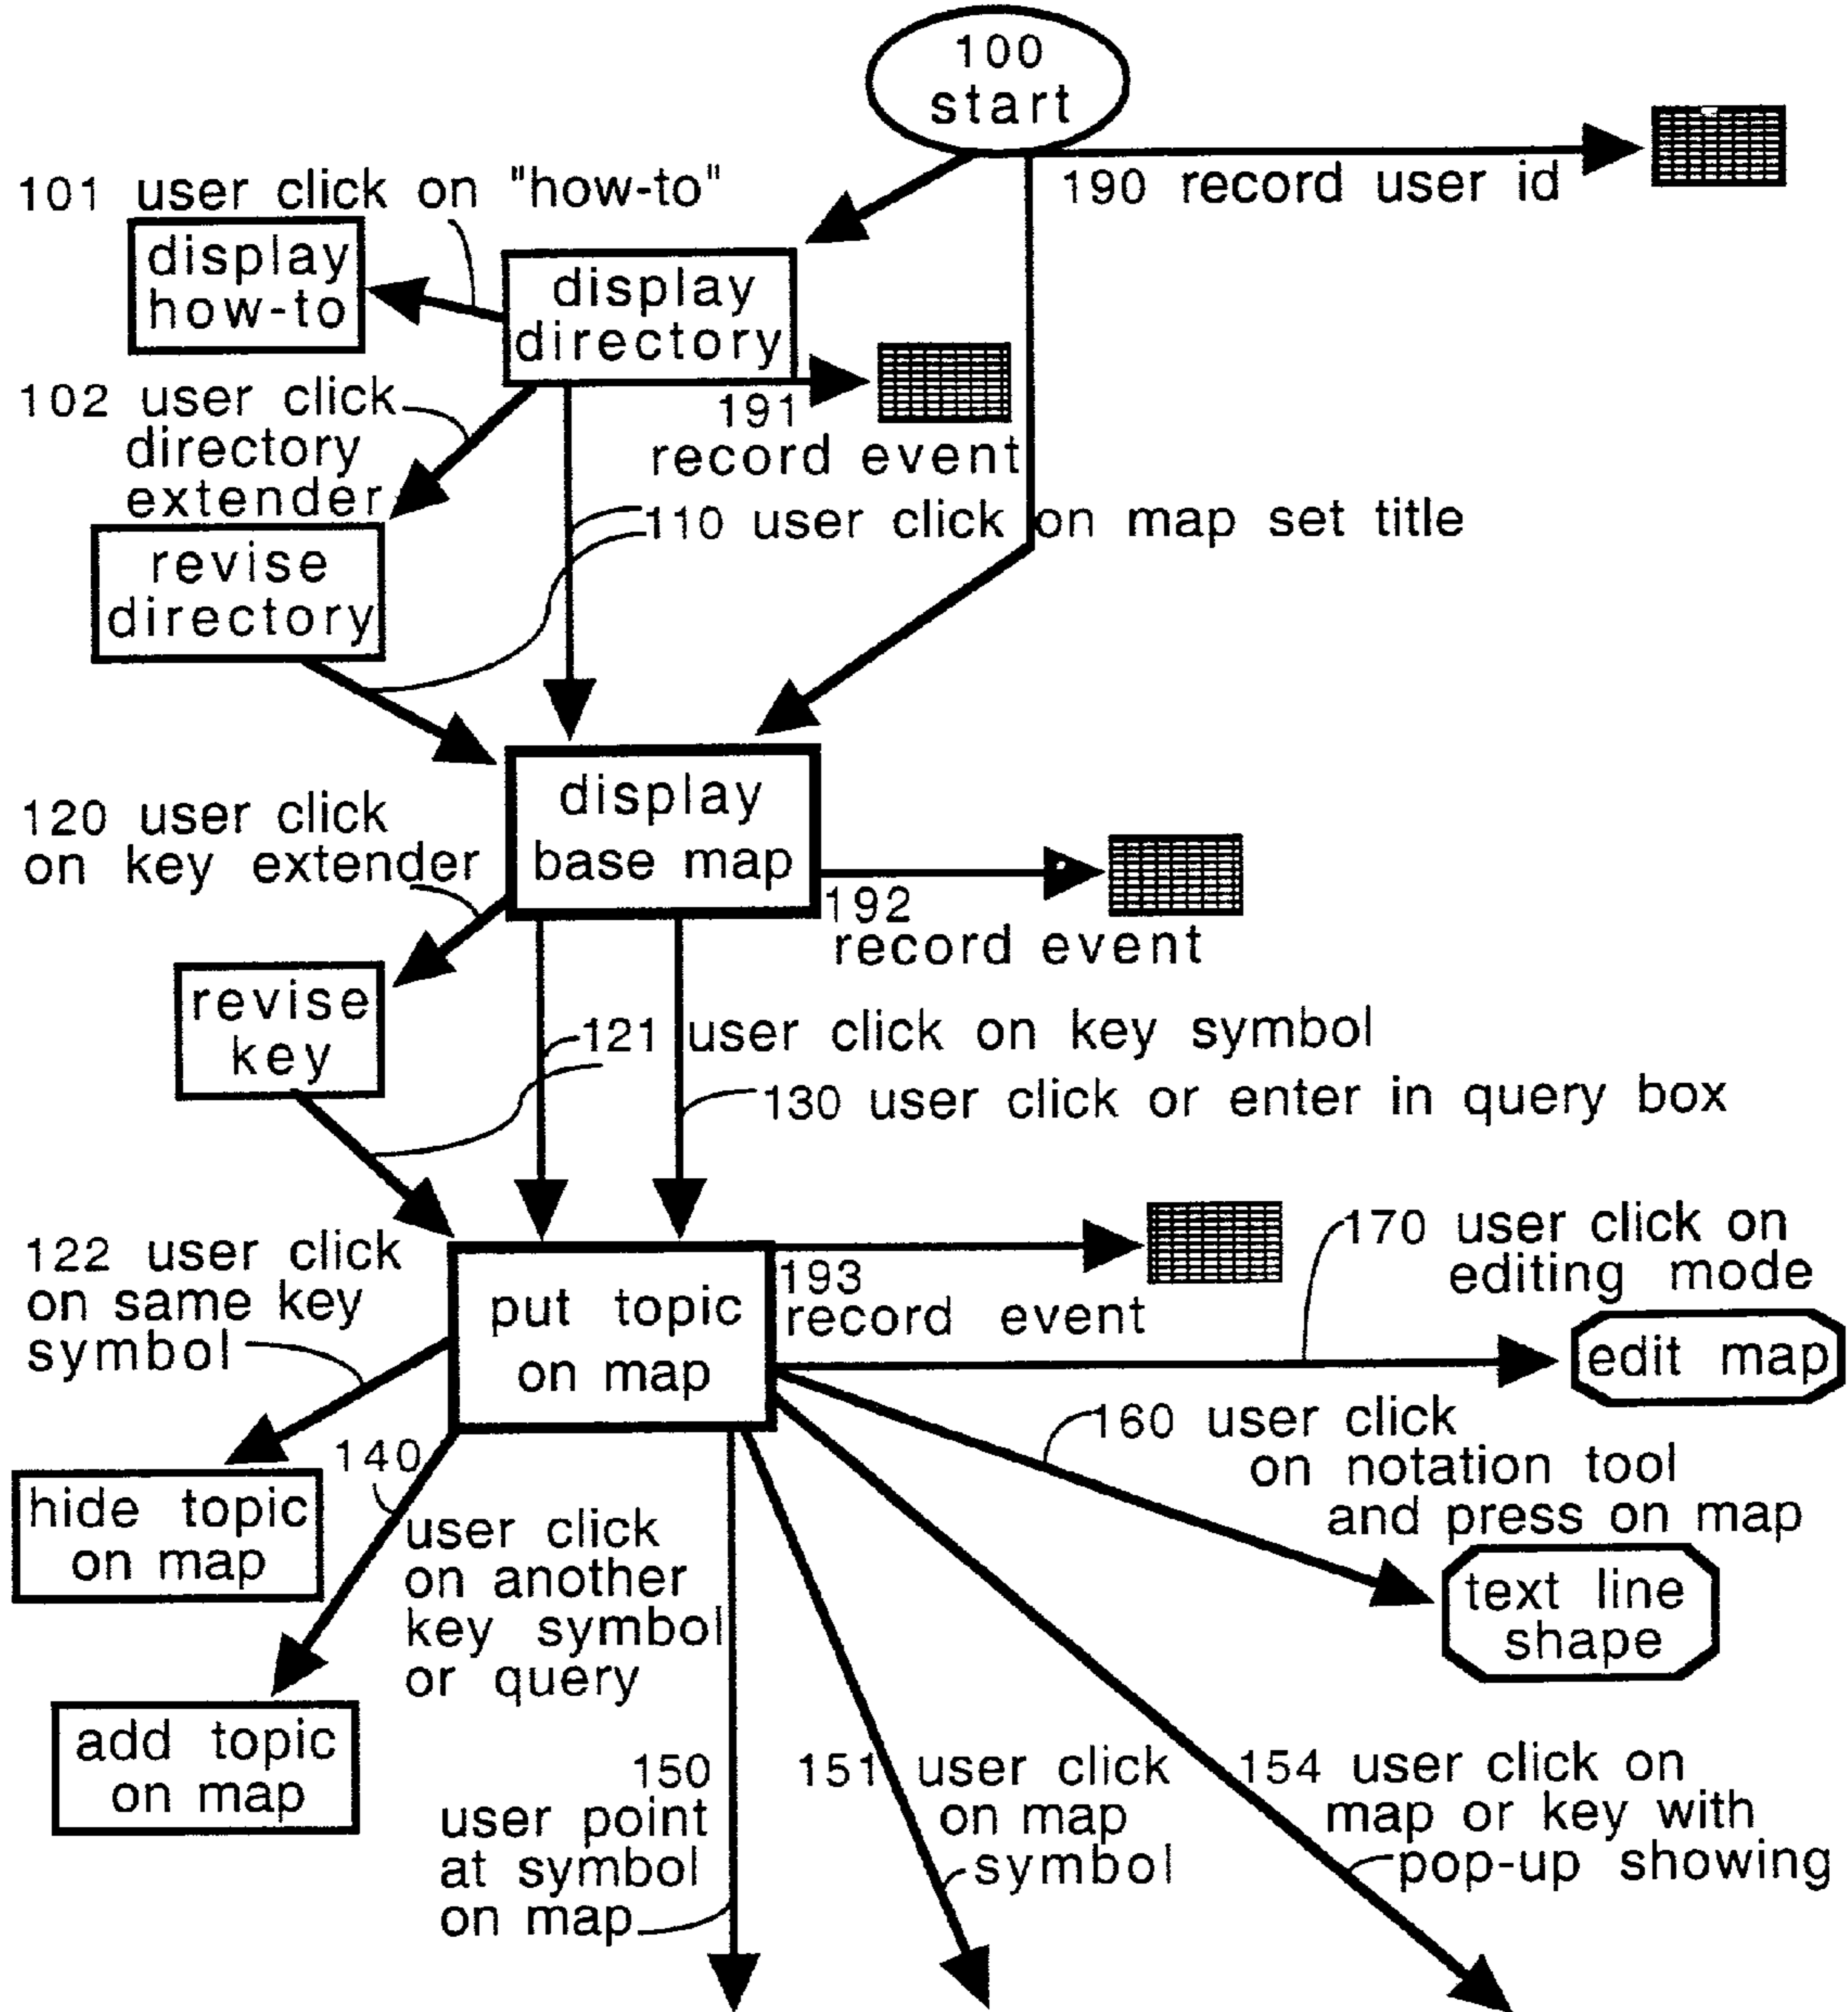 100
start
190 record user id
101 user click on "how-to"
display
how-to
display
directory
191
record event
102 user click
directory
extender
110 user click on map set title
revise
directory
display
base map
120 user click
on key extender
192
record event
revise
key
121 user click on key symbol
130 user click or enter in query box
122 user click
on same key
symbol
put topic
on map
193
record event
170 user click on
editing mode
edit map
160 user click
on notation tool
and press on map
text line
shape
hide topic
on map
140
user click
on another
key symbol
or query
add topic
on map
150
user point
at symbol
on map
151 user click
on map
symbol
154 user click on
map or key with
pop-up showing